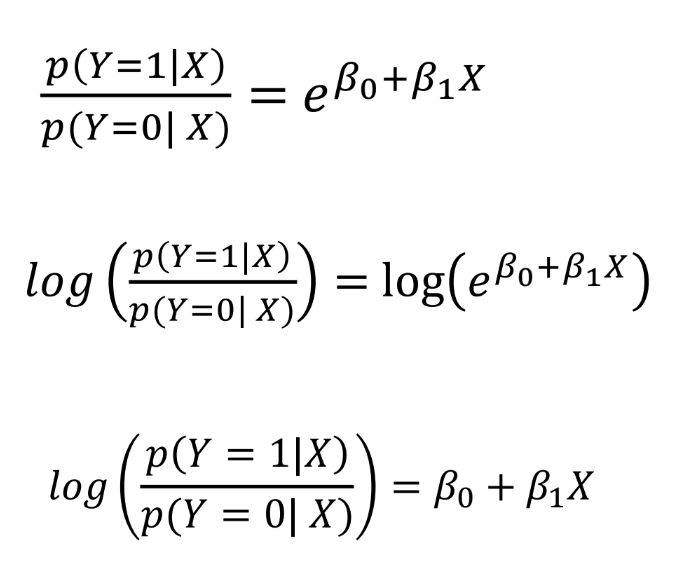 p(Y=1|X) / p(Y=0| X) = e^{β₀+β₁X}
log (p(Y=1|X) / p(Y=0| X)) = log(e^{β₀+β₁X})
log (p(Y = 1|X) / p(Y = 0| X)) = β₀ + β₁X